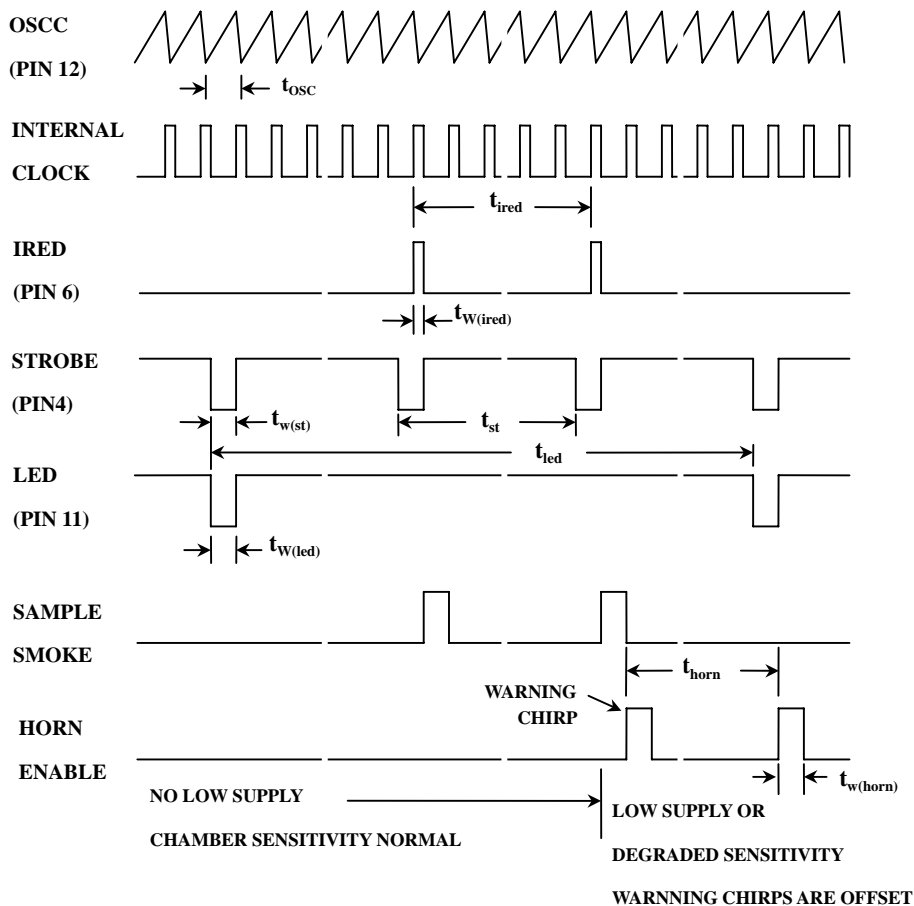 OSCC
(PIN 12)
tOSC
INTERNAL
CLOCK
tired
IRED
(PIN 6)
tW(ired)
STROBE
(PIN4)
tw(st)
tst
tled
LED
(PIN 11)
tW(led)
SAMPLE
SMOKE
thorn
WARNING
CHIRP
HORN
ENABLE
tw(horn)
NO LOW SUPPLY
CHAMBER SENSITIVITY NORMAL
LOW SUPPLY OR
DEGRADED SENSITIVITY
WARNNING CHIRPS ARE OFFSET